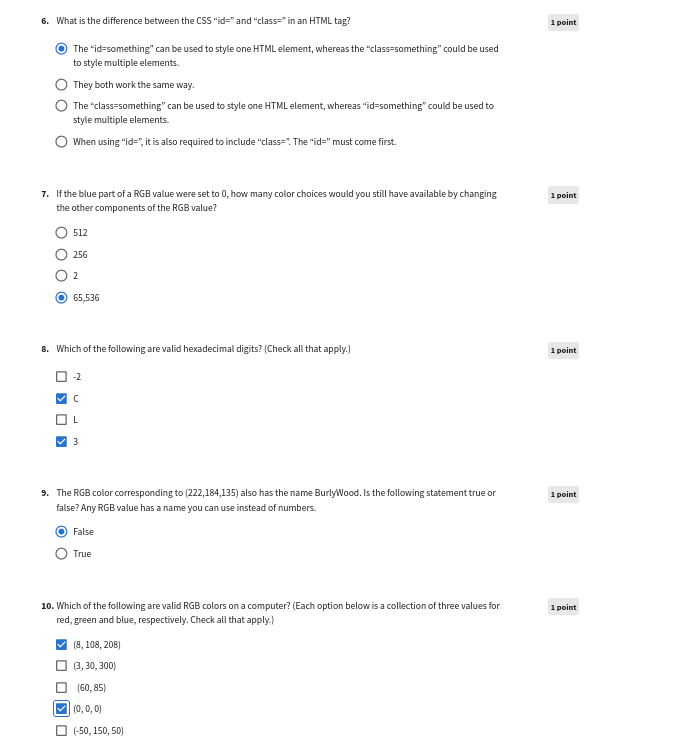 6. What is the difference between the CSS “id=” and “class=” in an HTML tag?
1 point
The “id=something” can be used to style one HTML element, whereas the “class=something” could be used
to style multiple elements.
They both work the same way.
The “class=something” can be used to style one HTML element, whereas “id=something” could be used to
style multiple elements.
When using “id=”, it is also required to include “class=”. The “id=” must come first.
7. If the blue part of a RGB value were set to 0, how many color choices would you still have available by changing
the other components of the RGB value?
1 point
512
256
2
65,536
8. Which of the following are valid hexadecimal digits? (Check all that apply.)
1 point
-2
C
L
3
9. The RGB color corresponding to (222,184,135) also has the name BurlyWood. Is the following statement true or
false? Any RGB value has a name you can use instead of numbers.
1 point
False
True
10. Which of the following are valid RGB colors on a computer? (Each option below is a collection of three values for
red, green and blue, respectively. Check all that apply.)
1 point
(8, 108, 208)
(3, 30, 300)
(60, 85)
(0, 0, 0)
(-50, 150, 50)